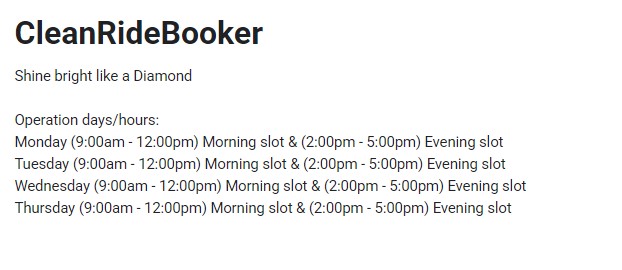 CleanRideBooker
Shine bright like a Diamond
Operation days/hours:
Monday (9:00am - 12:00pm) Morning slot & (2:00pm - 5:00pm) Evening slot
Tuesday (9:00am - 12:00pm) Morning slot & (2:00pm - 5:00pm) Evening slot
Wednesday (9:00am - 12:00pm) Morning slot & (2:00pm - 5:00pm) Evening slot
Thursday (9:00am - 12:00pm) Morning slot & (2:00pm - 5:00pm) Evening slot